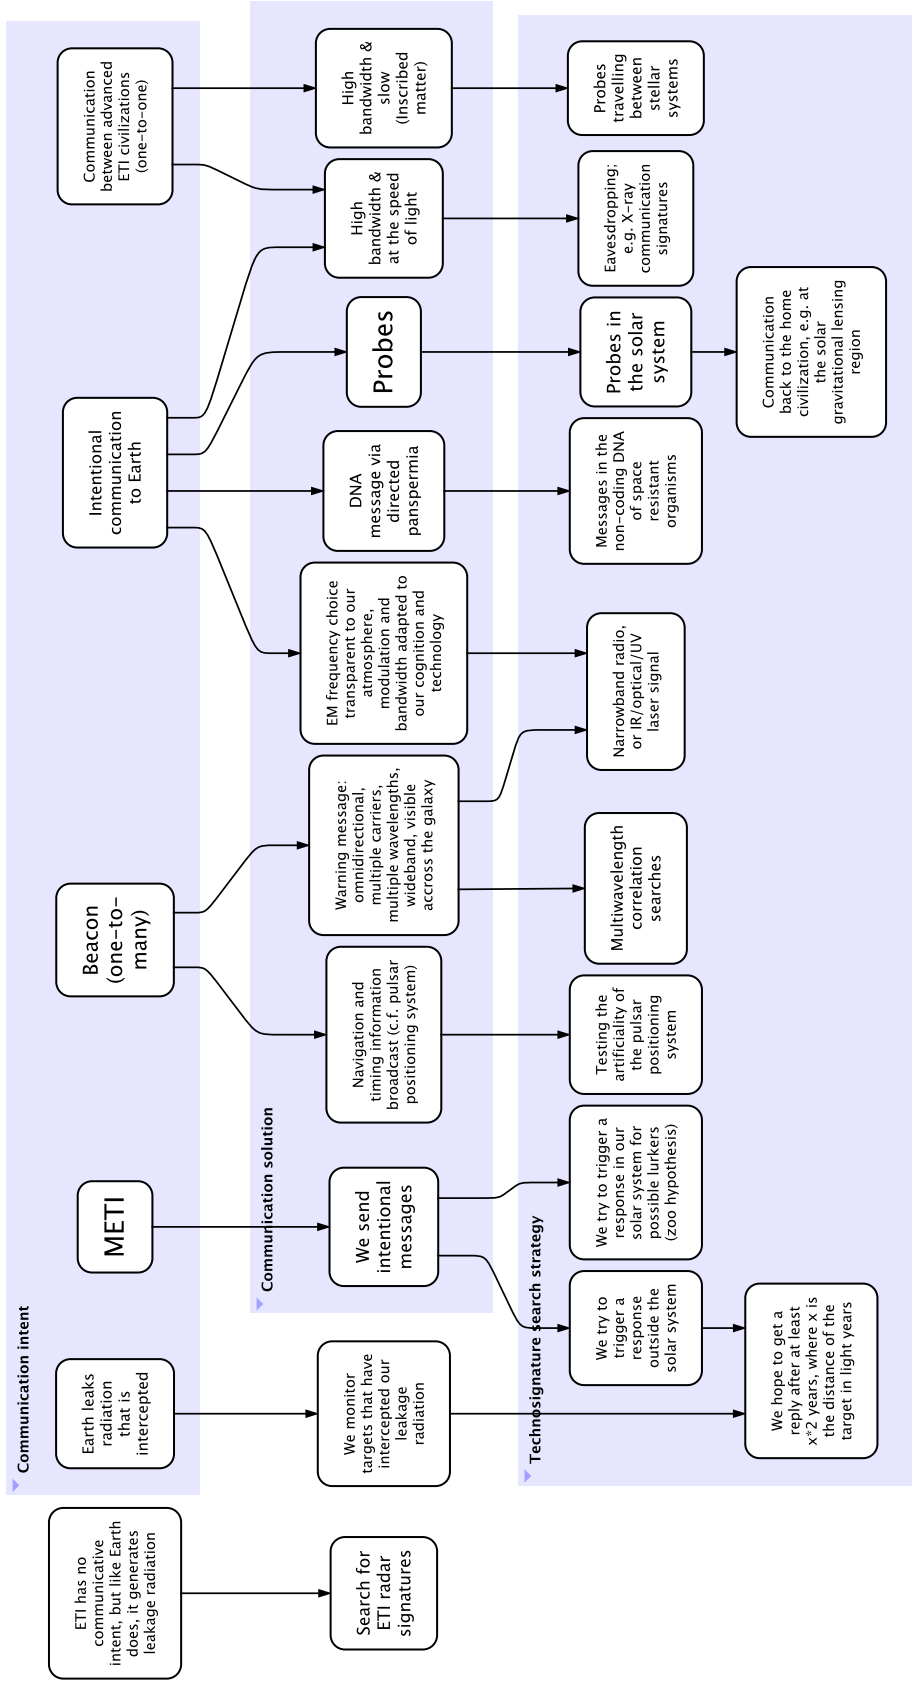 ETI has no
communicative
intent, but like Earth
does, it generates
leakage radiation
Communication intent
Earth leaks
radiation
that is
intercepted
METI
Beacon
(one-to-
many)
Intentional
communication
to Earth
Communication
between advanced
ETI civilizations
(one-to-one)
Search for
ETI radar
signatures
We monitor
targets that have
intercepted our
leakage
radiation
Communication solution
We send
intentional
messages
Navigation and
timing information
broadcast (c.f. pulsar
positioning system)
Warning message:
omnidirectional,
multiple carriers,
multiple wavelengths,
wideband, visible
accross the galaxy
EM frequency choice
transparent to our
atmosphere,
modulation and
bandwidth adapted to
our cognition and
technology
DNA
message via
directed
panspermia
Probes
High
bandwidth &
at the speed
of light
High
bandwidth &
slow
(Inscribed
matter)
Technosignature search strategy
We try to
trigger a
response
outside the
solar system
We try to trigger a
response in our
solar system for
possible lurkers
(zoo hypothesis)
Testing the
artificiality of
the pulsar
positioning
system
Multiwavelength
correlation
searches
Narrowband radio,
or IR/optical/UV
laser signal
Messages in the
non-coding DNA
of space
resistant
organisms
Probes in
the solar
system
Eavesdropping;
e.g. X-ray
communication
signatures
Probes
travelling
between
stellar
systems
We hope to get a
reply after at least
x*2 years, where x is
the distance of the
target in light years
Communication
back to the home
civilization, e.g. at
the solar
gravitational lensing
region